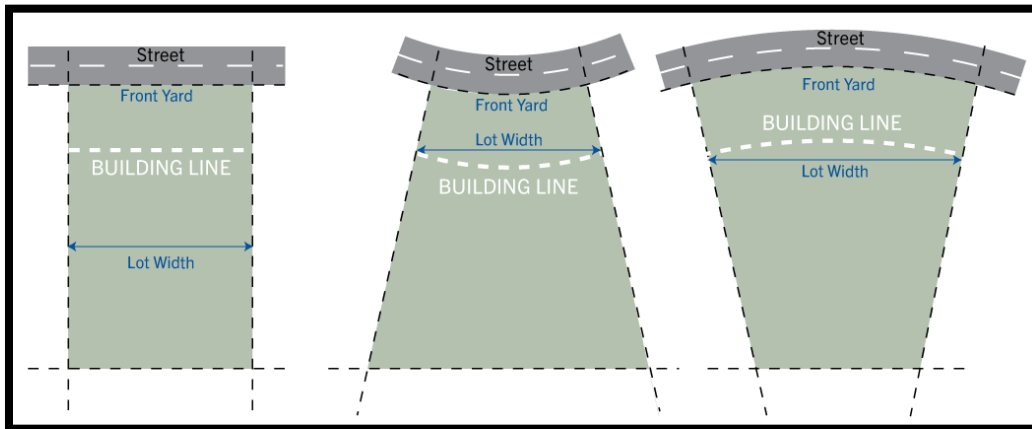 Street
Front Yard
BUILDING LINE
Lot Width
Street
Front Yard
Lot Width
BUILDING LINE
Street
Front Yard
BUILDING LINE
Lot Width